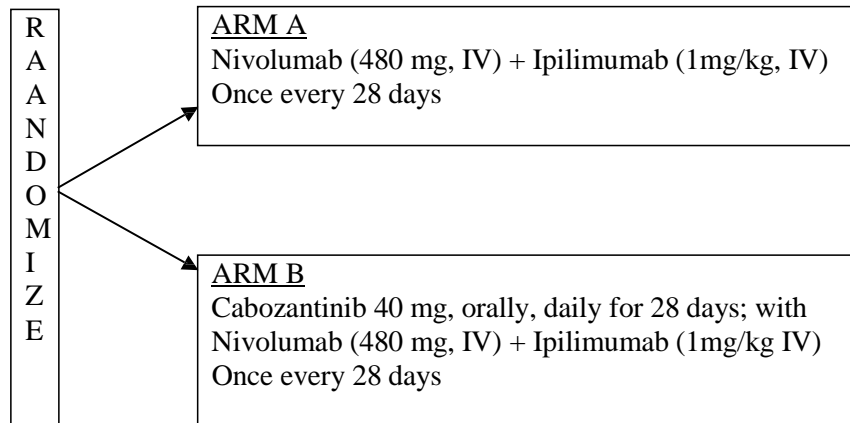 R
A
A
N
D
O
M
I
Z
E
ARM A
Nivolumab (480 mg, IV) + Ipilimumab (1mg/kg, IV)
Once every 28 days
ARM B
Cabozantinib 40 mg, orally, daily for 28 days; with
Nivolumab (480 mg, IV) + Ipilimumab (1mg/kg IV)
Once every 28 days